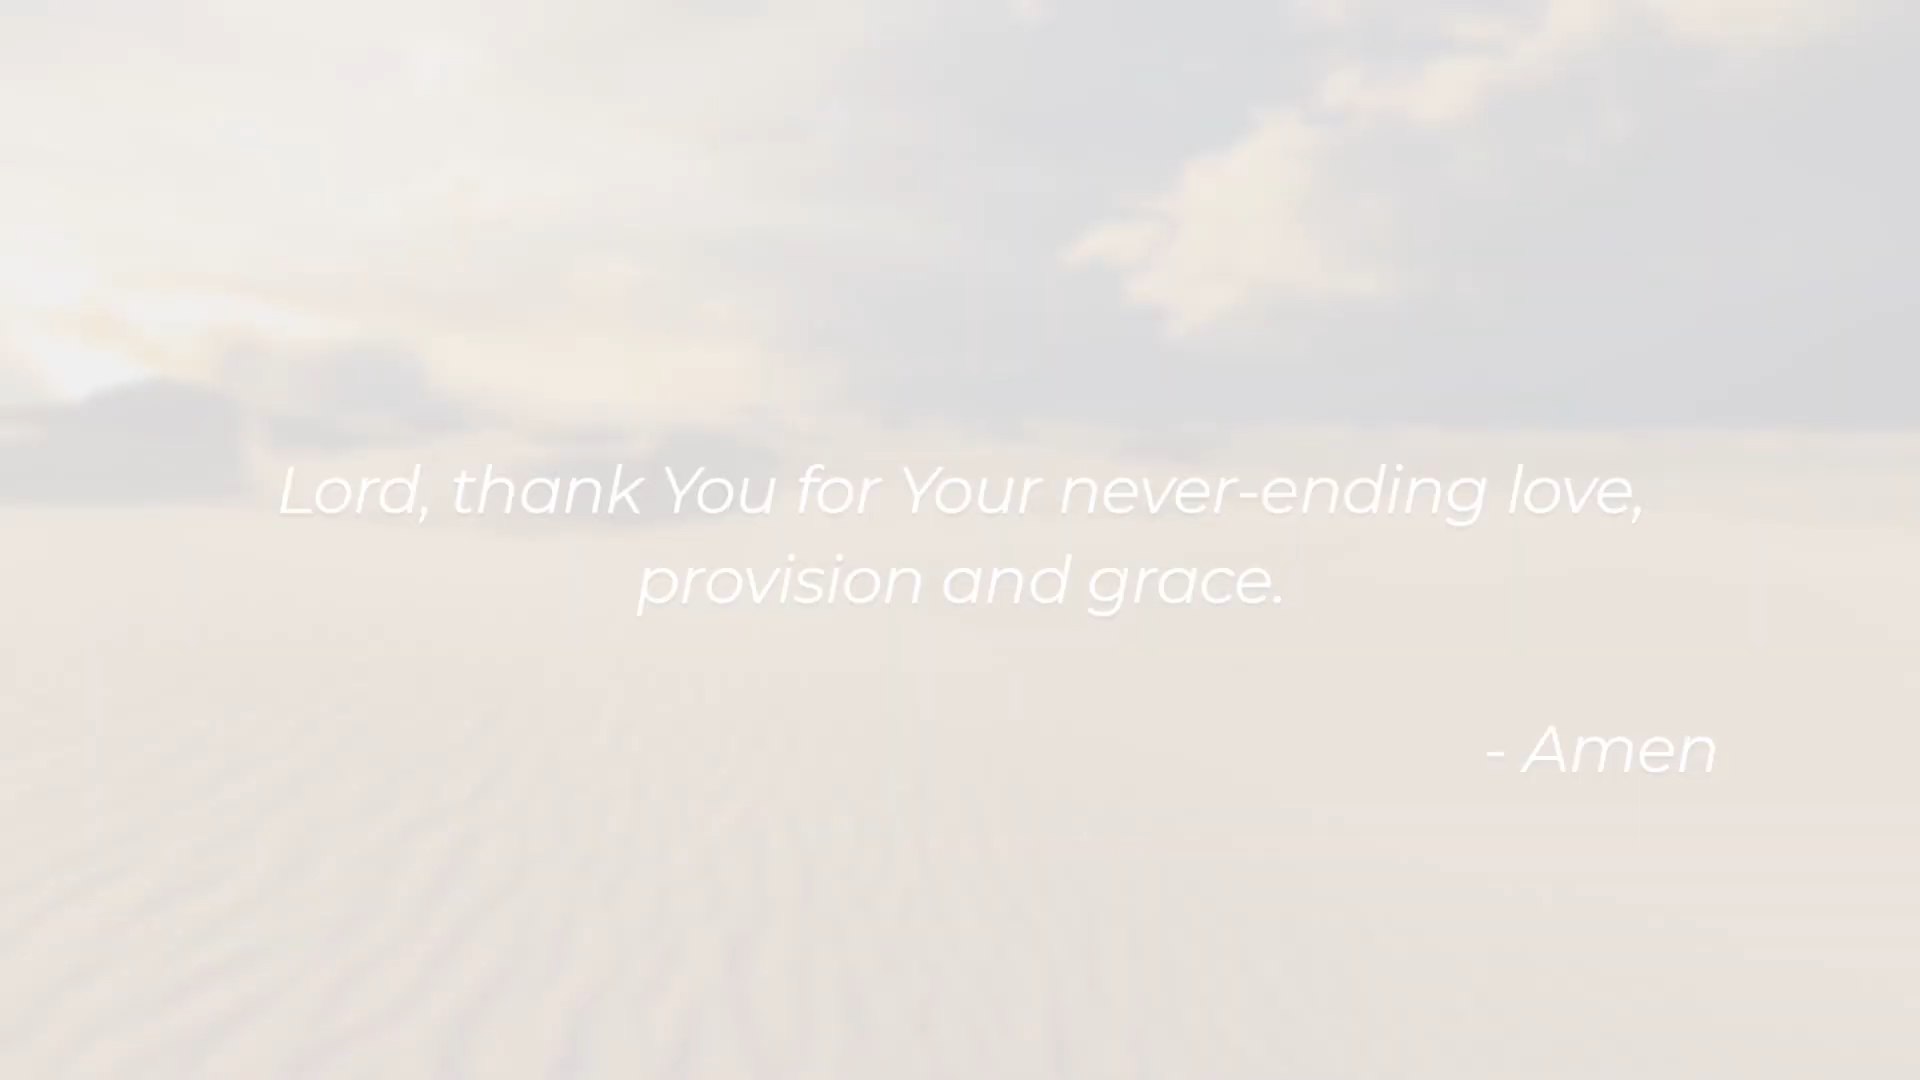 Lord, thank You for Your never-ending love,
provision and grace.
- Amen